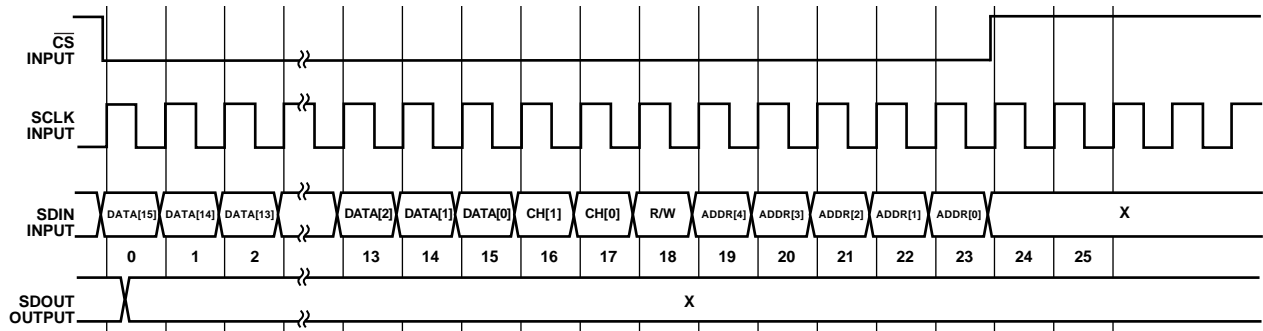 CS
INPUT
SCLK
INPUT
SDIN
INPUT
DATA[15] DATA[14] DATA[13] DATA[2] DATA[1] DATA[0] CH[1] CH[0] R/W ADDR[4] ADDR[3] ADDR[2] ADDR[1] ADDR[0] X
0 1 2 13 14 15 16 17 18 19 20 21 22 23 24 25
SDOUT
OUTPUT
X